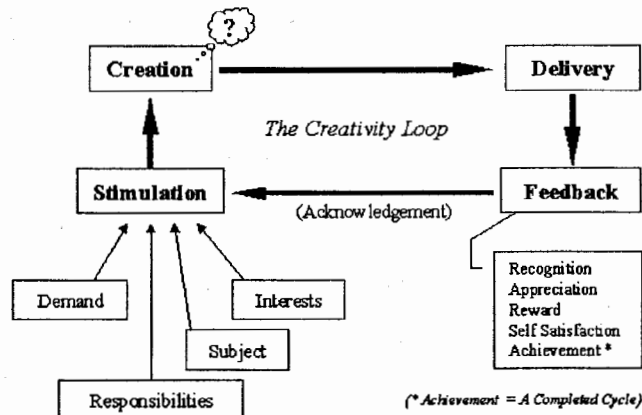 ?
Creation
Delivery
The Creativity Loop
Stimulation
Feedback
(Acknowledgement)
Demand
Interests
Subject
Responsibilities
Recognition
Appreciation
Reward
Self Satisfaction
Achievement *
(* Achievement = A Completed Cycle)